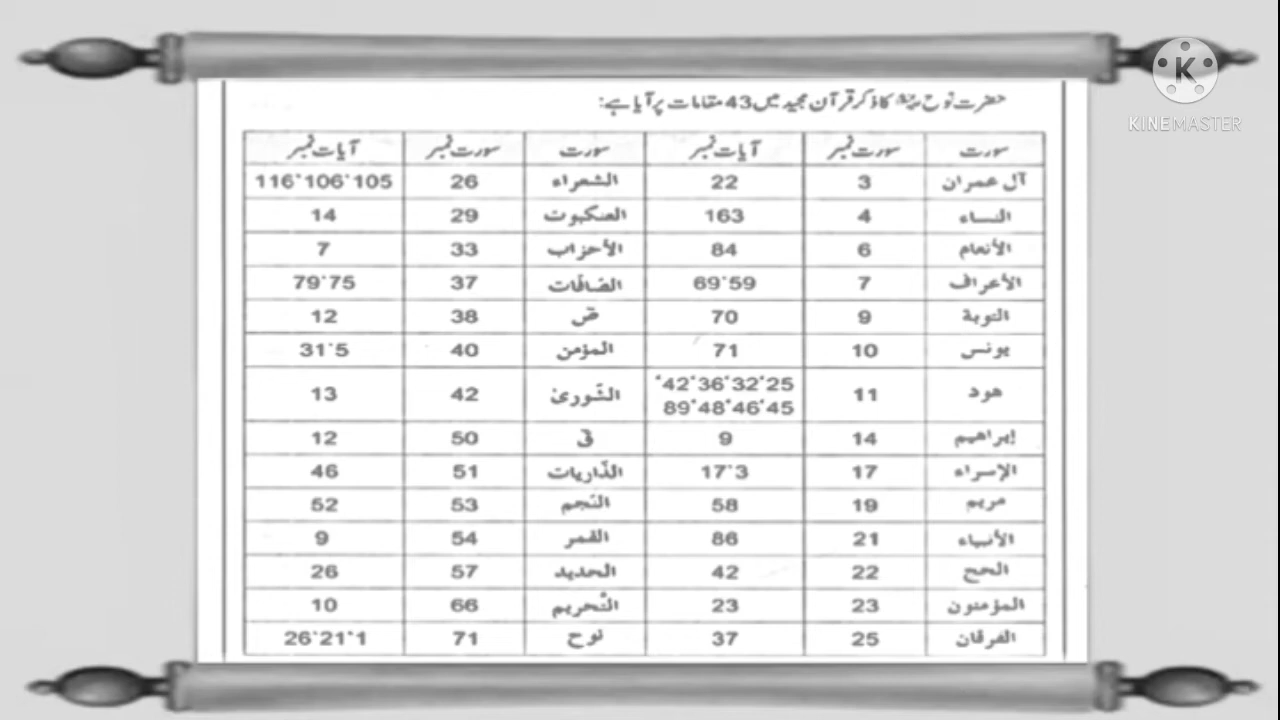 حضرت نوح علیہ السلام کا ذکر قرآن مجید میں 43 مقامات پر آیا ہے:
سورت سورت نمبر آیات نمبر سورت سورت نمبر آیات نمبر
آل عمران 3 22 الشعراء 26 105'106'116
النساء 4 163 العنکبوت 29 14
الأنعام 6 84 الأحزاب 33 7
الأعراف 7 59'69 الصّافّات 37 75'79
التوبة 9 70 صٓ 38 12
يونس 10 71 المؤمن 40 5'31
هود 11 25'32'36'42' الشّورىٰ 42 13
45'46'48'89
إبراهيم 14 9 قٓ 50 12
الإسراء 17 3'17 الذّاريات 51 46
مريم 19 58 النّجم 53 52
الأنبياء 21 86 القمر 54 9
الحج 22 42 الحديد 57 26
المؤمنون 23 23 التّحريم 66 10
الفرقان 25 37 نوح 71 1'21'26
K
KINEMASTER